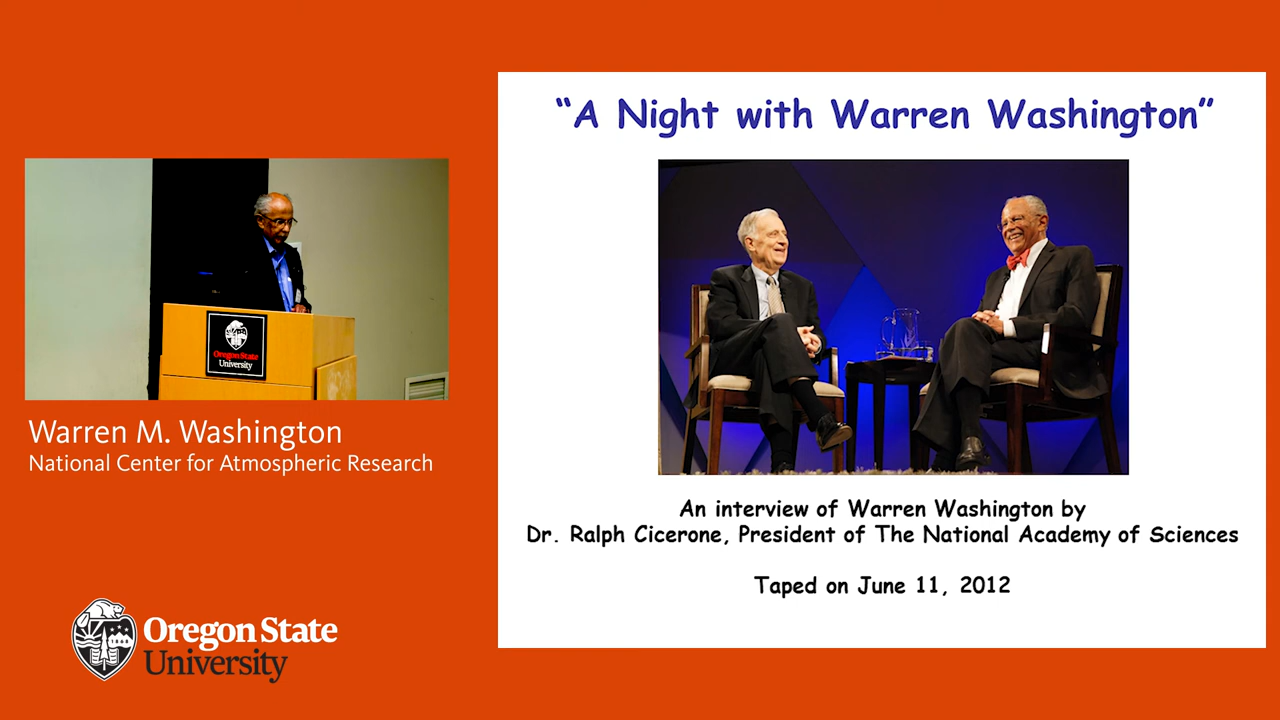 “A Night with Warren Washington”
Oregon State
University
Warren M. Washington
National Center for Atmospheric Research
An interview of Warren Washington by
Dr. Ralph Cicerone, President of The National Academy of Sciences
Taped on June 11, 2012
Oregon State
University